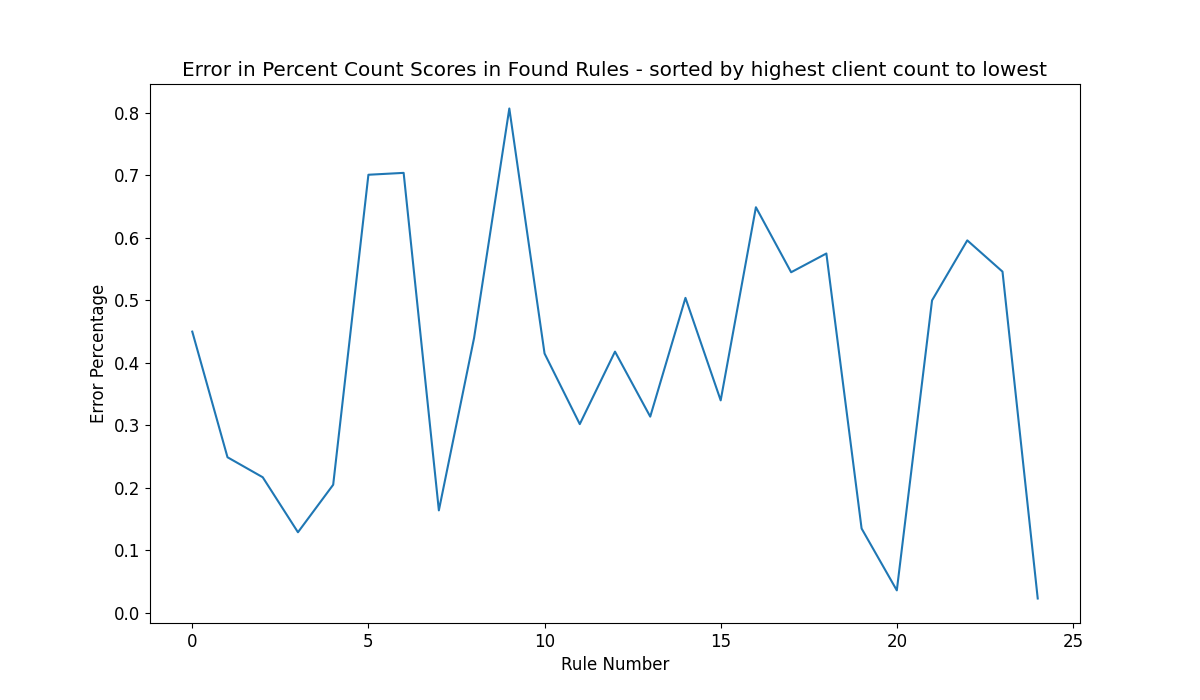 Error in Percent Count Scores in Found Rules - sorted by highest client count to lowest
0.8
0.7
0.6
0.5
0.4
0.3
0.2
0.1
0.0
Error Percentage
0 5 10 15 20 25
Rule Number